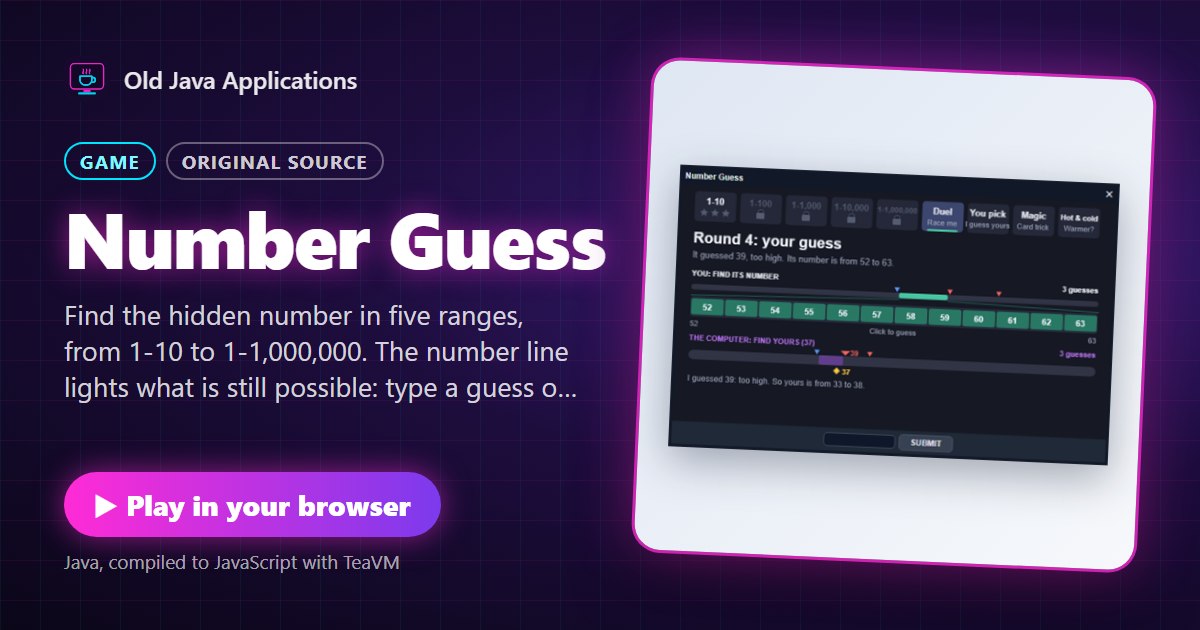 Old Java Applications
GAME
ORIGINAL SOURCE
Number Guess
Find the hidden number in five ranges,
from 1-10 to 1-1,000,000. The number line
lights what is still possible: type a guess o...
▶ Play in your browser
Java, compiled to JavaScript with TeaVM
Number Guess
×
1-10
1-100
1-1,000
1-10,000
1-1,000,000
Duel
Race me
You pick
I guess yours
Magic
Card trick
Hot & cold
Warmer?
Round 4: your guess
It guessed 39, too high. Its number is from 52 to 63.
YOU: FIND ITS NUMBER
3 guesses
52 53 54 55 56 57 58 59 60 61 62 63
52
Click to guess
63
THE COMPUTER: FIND YOURS (37)
3 guesses
39
37
I guessed 39: too high. So yours is from 33 to 38.
SUBMIT